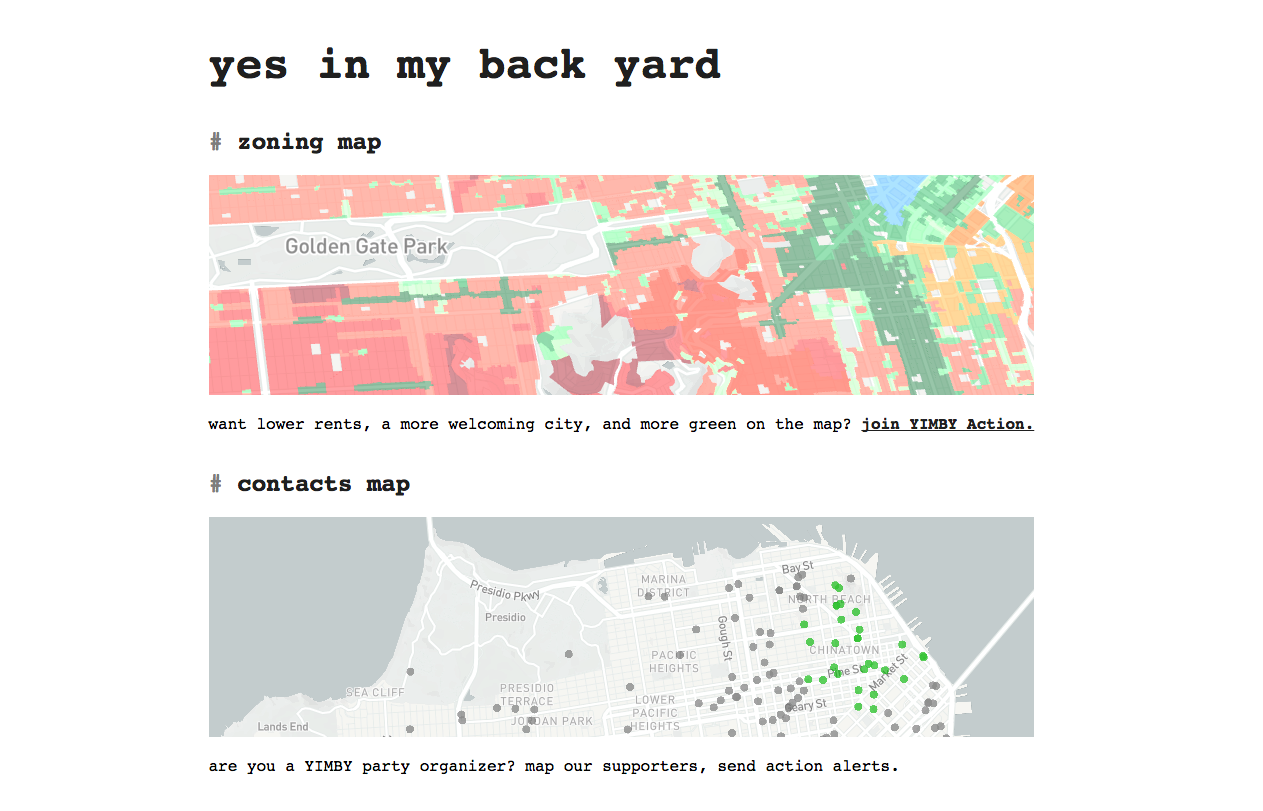 yes in my back yard
# zoning map
Golden Gate Park
want lower rents, a more welcoming city, and more green on the map? join YIMBY Action.
# contacts map
Presidio Pkwy
MARINA
DISTRICT
Bay St
NORTH BEACH
Presidio
Gough St
CHINATOWN
PACIFIC
HEIGHTS
Pine St
Market St
SEA CLIFF
PRESIDIO
TERRACE
LOWER
PACIFIC
HEIGHTS
Geary St
JORDAN PARK
Lands End
are you a YIMBY party organizer? map our supporters, send action alerts.